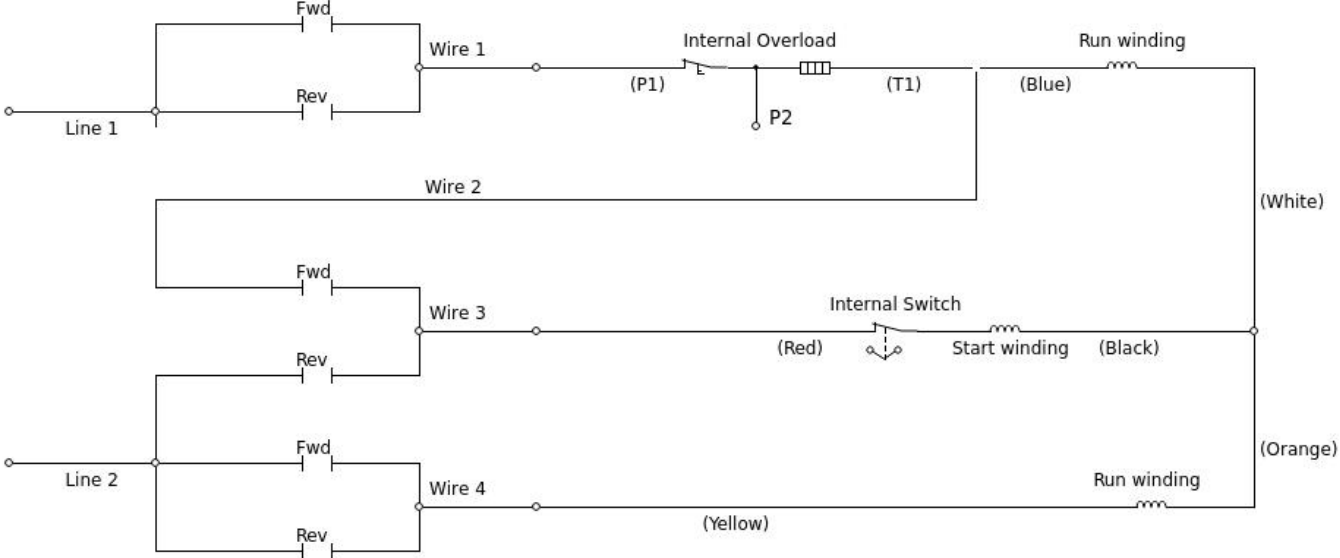 Fwd
Wire 1
Internal Overload
Run winding
(P1)
(T1)
(Blue)
Rev
Line 1
P2
Wire 2
(White)
Fwd
Wire 3
Internal Switch
(Red)
Start winding
(Black)
Rev
Fwd
(Orange)
Line 2
Wire 4
Run winding
(Yellow)
Rev